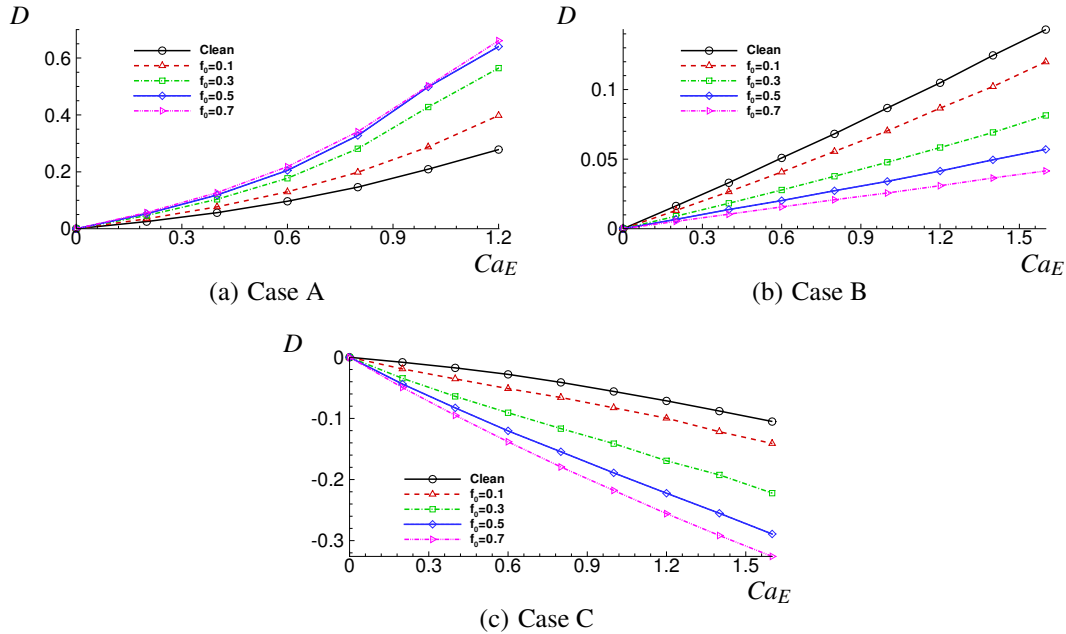 D
0.6
0.4
0.2
0
0
0.3
0.6
0.9
1.2
Ca_E
Clean
f₀=0.1
f₀=0.3
f₀=0.5
f₀=0.7
(a) Case A
D
0.1
0.05
0
0
0.3
0.6
0.9
1.2
1.5
Ca_E
Clean
f₀=0.1
f₀=0.3
f₀=0.5
f₀=0.7
(b) Case B
D
0
-0.1
-0.2
-0.3
Clean
f₀=0.1
f₀=0.3
f₀=0.5
f₀=0.7
0
0.3
0.6
0.9
1.2
1.5
Ca_E
(c) Case C